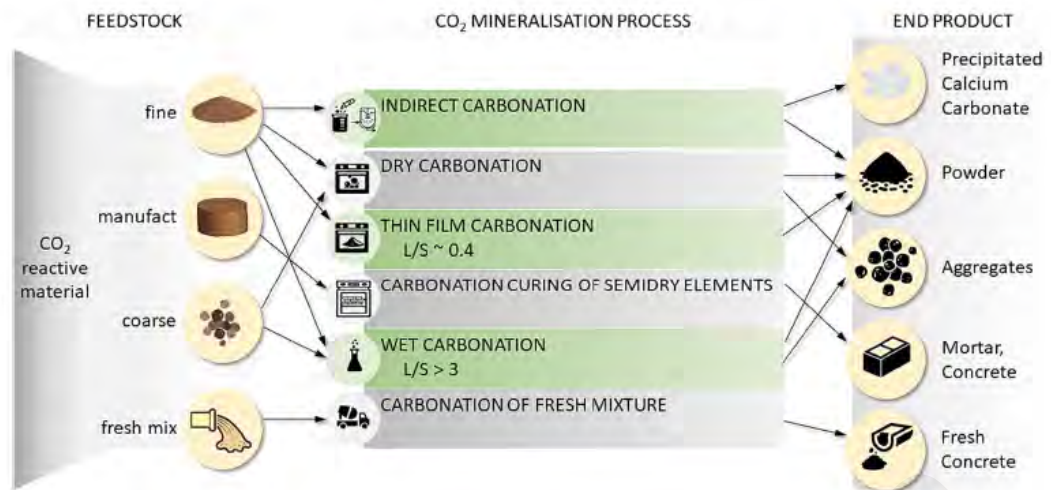 FEEDSTOCK
CO₂ MINERALISATION PROCESS
END PRODUCT
CO₂
reactive
material
fine
manufact
coarse
fresh mix
INDIRECT CARBONATION
DRY CARBONATION
THIN FILM CARBONATION
L/S ~ 0.4
CARBONATION CURING OF SEMIDRY ELEMENTS
WET CARBONATION
L/S > 3
CARBONATION OF FRESH MIXTURE
Precipitated
Calcium
Carbonate
Powder
Aggregates
Mortar,
Concrete
Fresh
Concrete